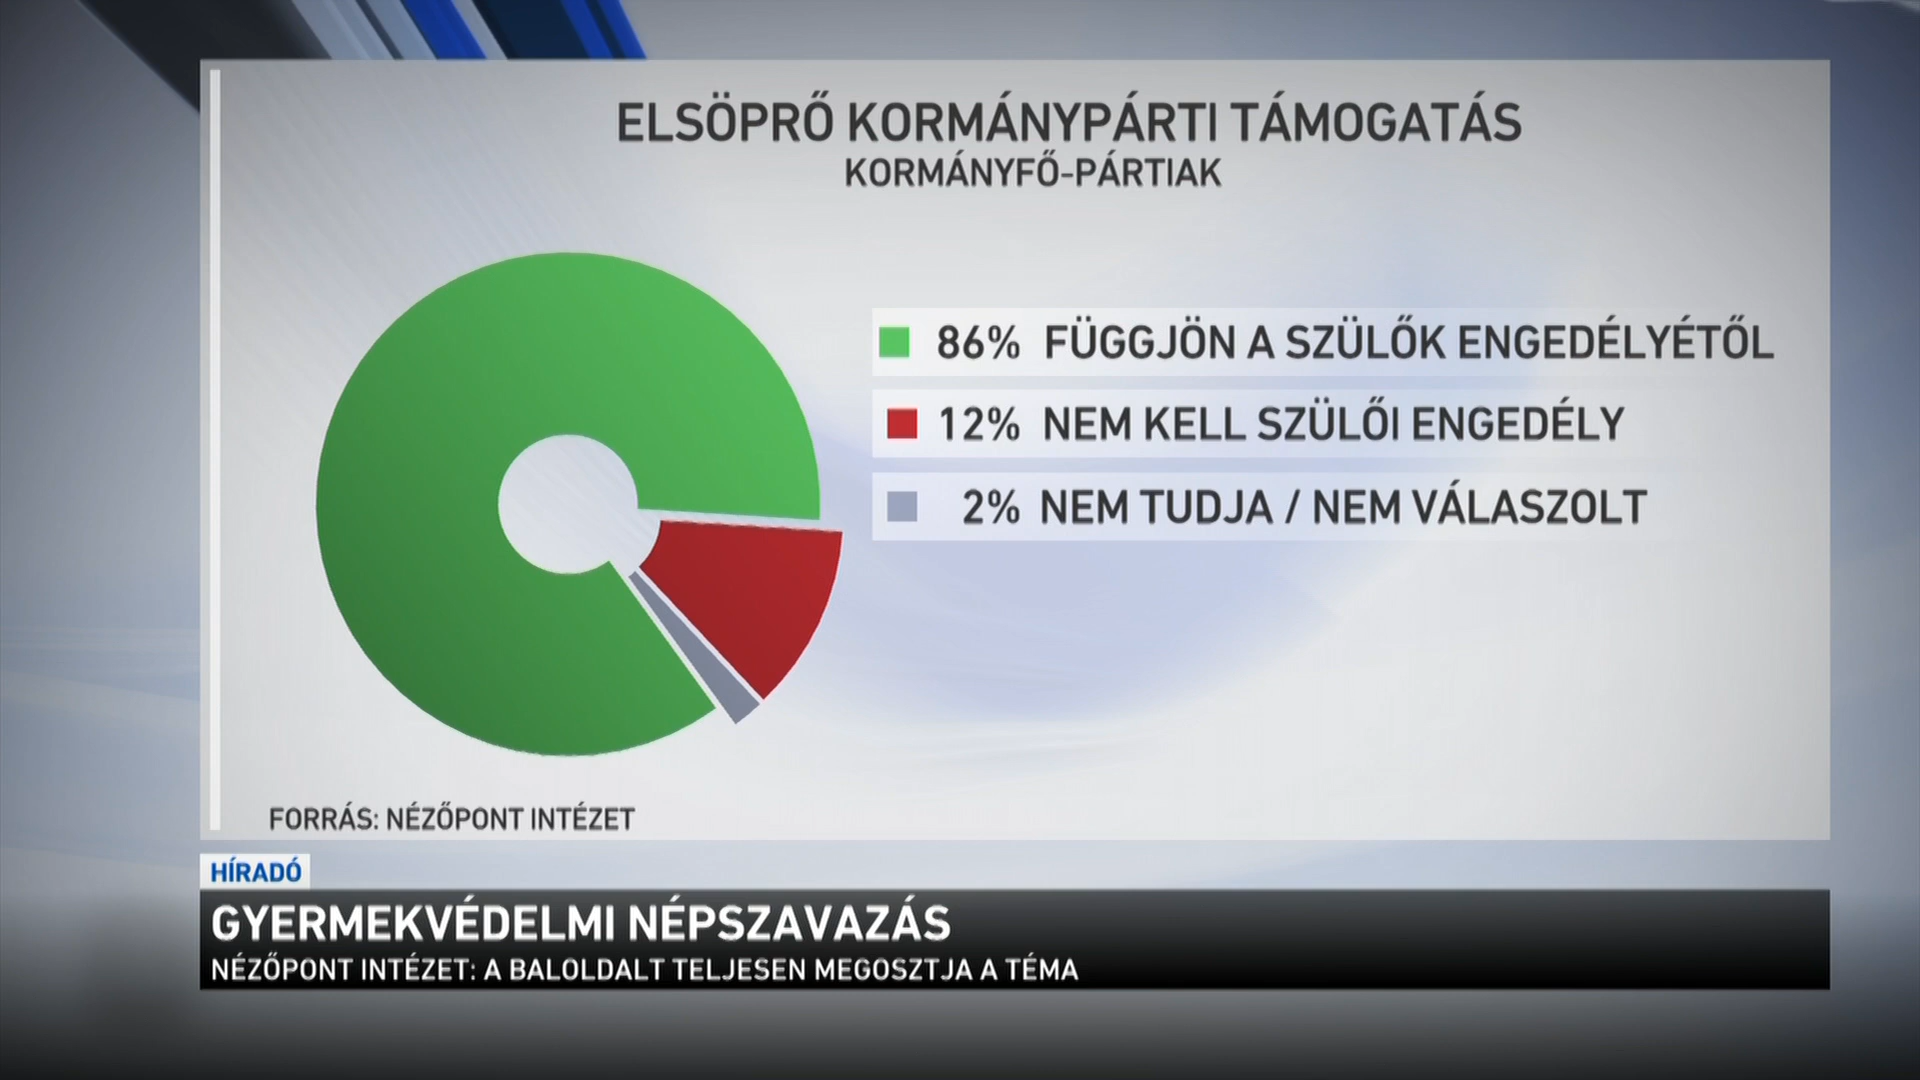 ELSÖPRŐ KORMÁNYPÁRTI TÁMOGATÁS
KORMÁNYFŐ-PÁRTIAK
86% FÜGGJÖN A SZÜLŐK ENGEDÉLYÉTŐL
12% NEM KELL SZÜLŐI ENGEDÉLY
2% NEM TUDJA / NEM VÁLASZOLT
FORRÁS: NÉZŐPONT INTÉZET
HÍRADÓ
GYERMEKVÉDELMI NÉPSZAVAZÁS
NÉZŐPONT INTÉZET: A BALOLDALT TELJESEN MEGOSZTJA A TÉMA